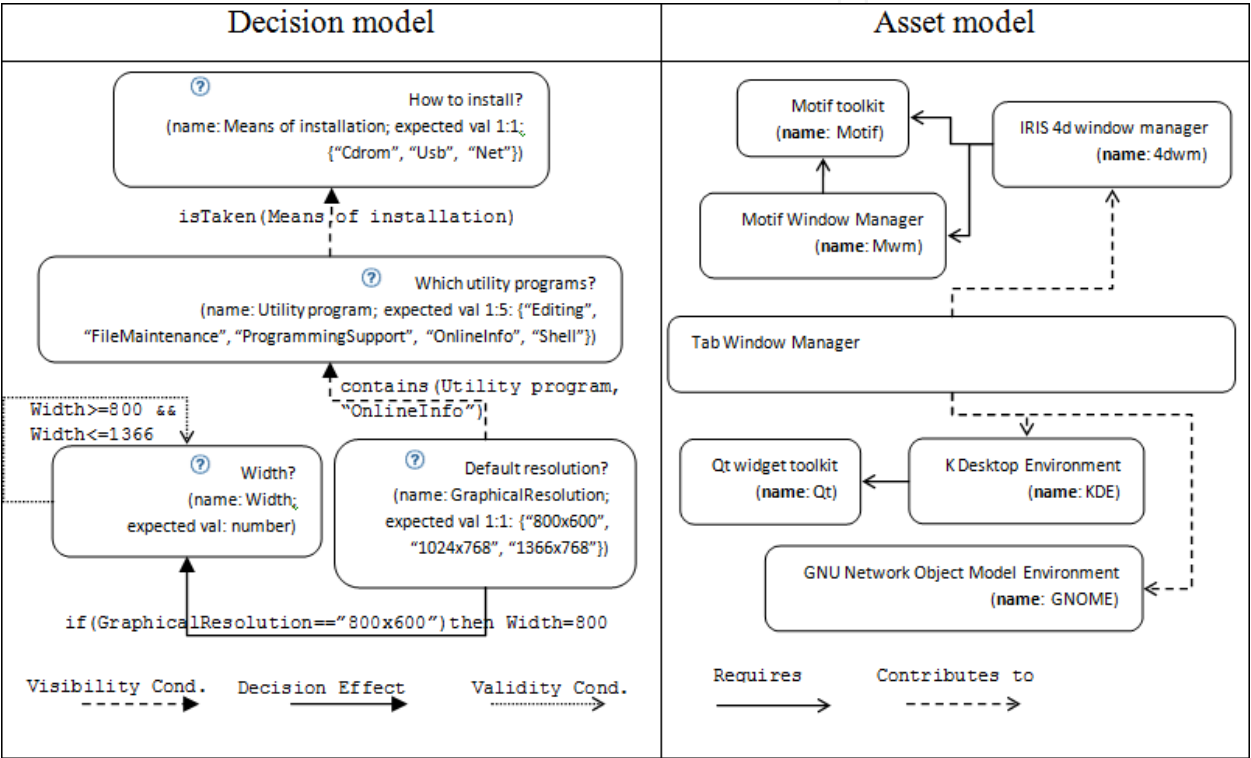 Decision model
Asset model
How to install?
(name: Means of installation; expected val 1:1:
{“Cdrom”, “Usb”, “Net”})
isTaken(Means of installation)
Which utility programs?
(name: Utility program; expected val 1:5: {“Editing”,
“FileMaintenance”, “ProgrammingSupport”, “OnlineInfo”, “Shell”})
contains(Utility program,
“OnlineInfo”)
Width>=800 &&
Width<=1366
Width?
(name: Width;
expected val: number)
Default resolution?
(name: GraphicalResolution;
expected val 1:1: {“800x600”,
“1024x768”, “1366x768”})
if(GraphicalResolution==”800x600”)then Width=800
Visibility Cond.
Decision Effect
Validity Cond.
Motif toolkit
(name: Motif)
IRIS 4d window manager
(name: 4dwm)
Motif Window Manager
(name: Mwm)
Tab Window Manager
Qt widget toolkit
(name: Qt)
K Desktop Environment
(name: KDE)
GNU Network Object Model Environment
(name: GNOME)
Requires
Contributes to